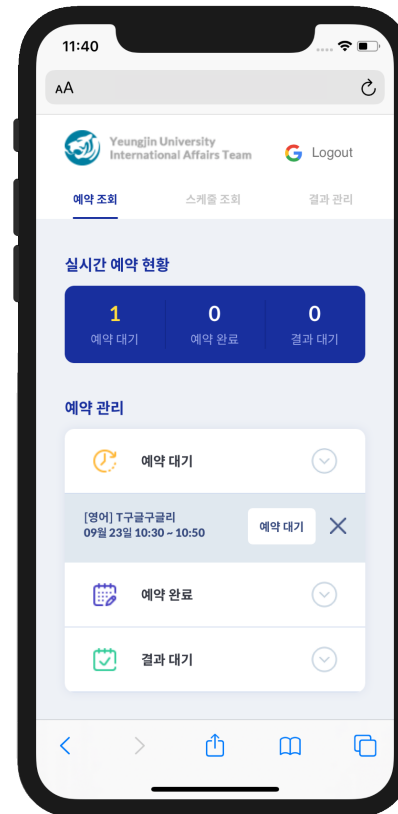 11:40
AA
Yeungjin University
International Affairs Team
Logout
예약 조회
스케줄 조회
결과 관리
실시간 예약 현황
1
0
0
예약 대기
예약 완료
결과 대기
예약 관리
예약 대기
[영어] T구글구글리
09월 23일 10:30 ~ 10:50
예약 대기
예약 완료
결과 대기